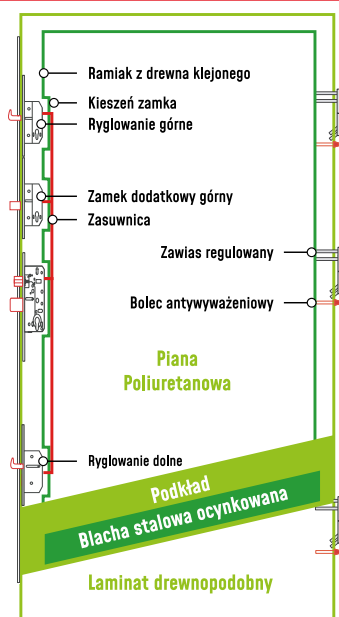 Ramiak z drewna klejonego
Kieszeń zamka
Ryglowanie górne
Zamek dodatkowy górny
Zasuwnica
Zawias regulowany
Bolec antywyważeniowy
Piana
Poliuretanowa
Ryglowanie dolne
Podkład
Blacha stalowa ocynkowana
Laminat drewnopodobny